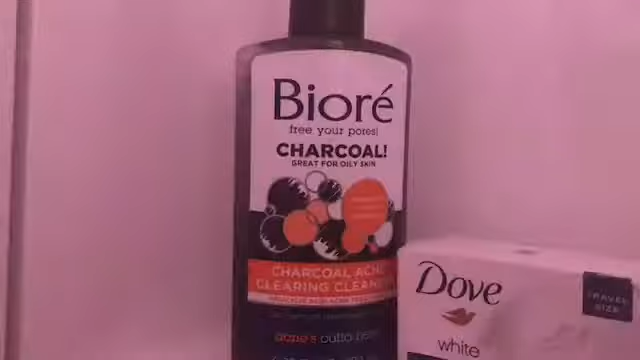 Bioré
free your pores!
CHARCOAL!
GREAT FOR OILY SKIN
CHARCOAL ACNE
CLEARING CLEANSER
acne's outta here
Dove
TRAVEL
SIZE
white